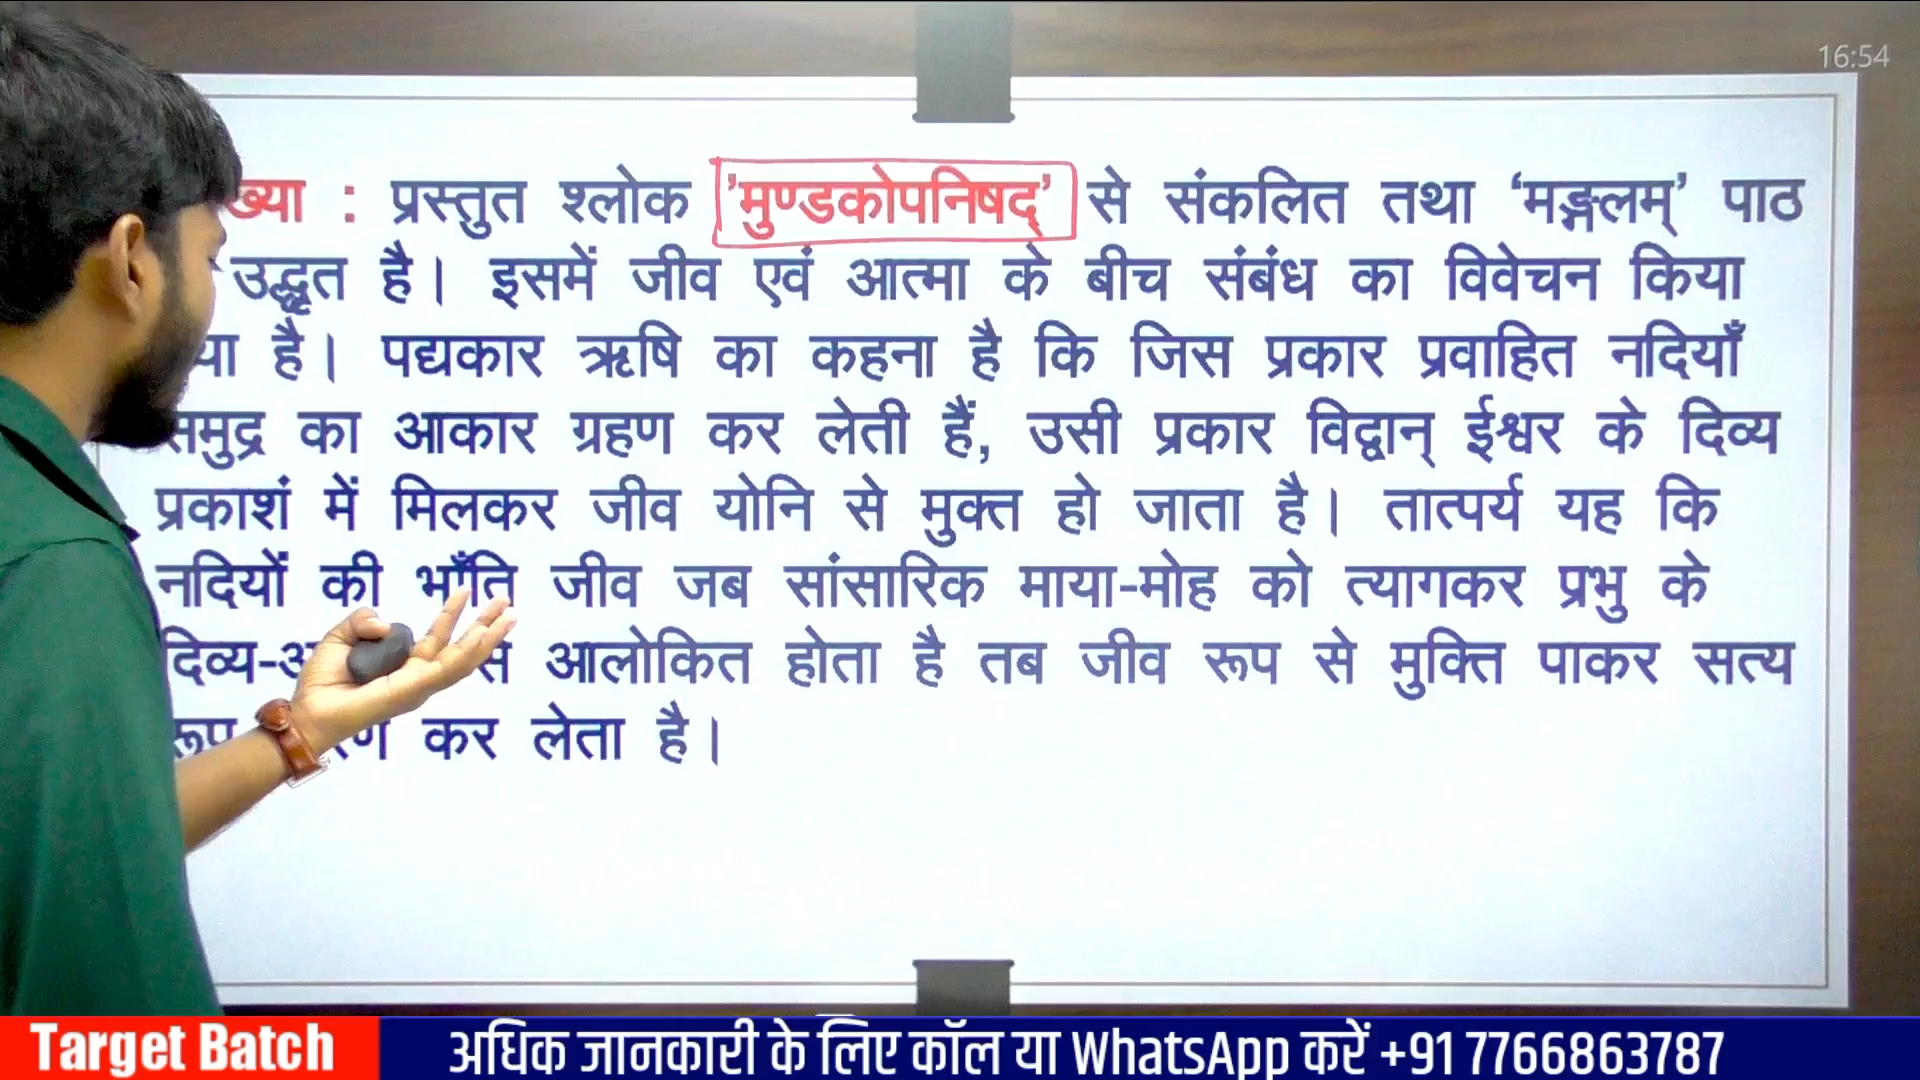 16:54
ख्या : प्रस्तुत श्लोक 'मुण्डकोपनिषद्' से संकलित तथा ‘मङ्गलम्’ पाठ
उद्धृत है। इसमें जीव एवं आत्मा के बीच संबंध का विवेचन किया
या है। पद्यकार ऋषि का कहना है कि जिस प्रकार प्रवाहित नदियाँ
समुद्र का आकार ग्रहण कर लेती हैं, उसी प्रकार विद्वान् ईश्वर के दिव्य
प्रकाशं में मिलकर जीव योनि से मुक्त हो जाता है। तात्पर्य यह कि
नदियों की भाँति जीव जब सांसारिक माया-मोह को त्यागकर प्रभु के
दिव्य- से आलोकित होता है तब जीव रूप से मुक्ति पाकर सत्य
रूप कर लेता है।
Target Batch अधिक जानकारी के लिए कॉल या WhatsApp करें +91 7766863787